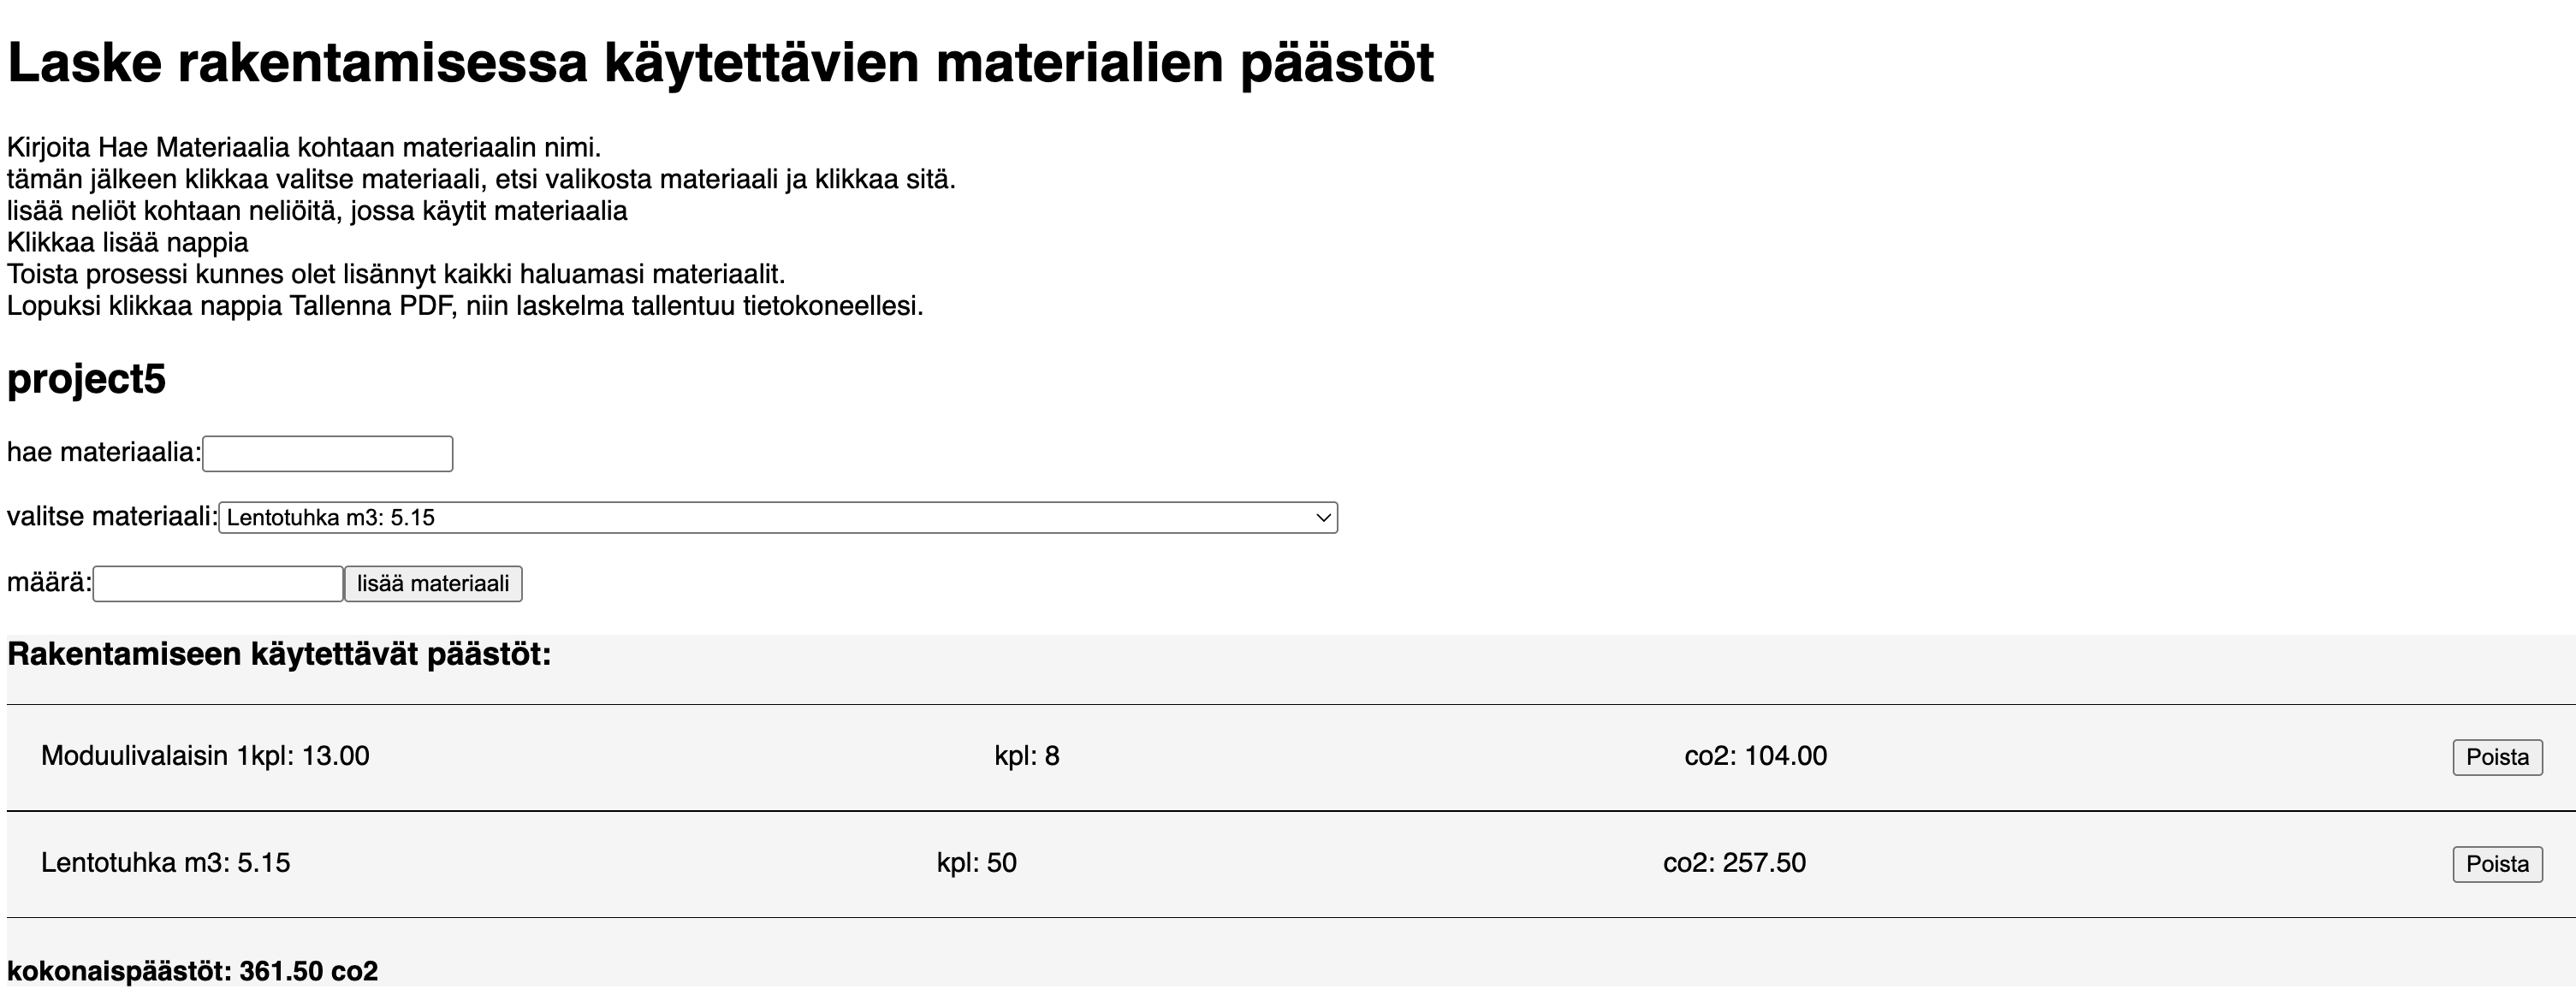 Laske rakentamisessa käytettävien materialien päästöt
Kirjoita Hae Materiaalia kohtaan materiaalin nimi.
tämän jälkeen klikkaa valitse materiaali, etsi valikosta materiaali ja klikkaa sitä.
lisää neliöt kohtaan neliöitä, jossa käytit materiaalia
Klikkaa lisää nappia
Toista prosessi kunnes olet lisännyt kaikki haluamasi materiaalit.
Lopuksi klikkaa nappia Tallenna PDF, niin laskelma tallentuu tietokoneellesi.
project5
hae materiaalia:
valitse materiaali: Lentotuhka m3: 5.15
määrä: lisää materiaali
Rakentamiseen käytettävät päästöt:
Moduulivalaisin 1kpl: 13.00 kpl: 8 co2: 104.00 Poista
Lentotuhka m3: 5.15 kpl: 50 co2: 257.50 Poista
kokonaispäästöt: 361.50 co2